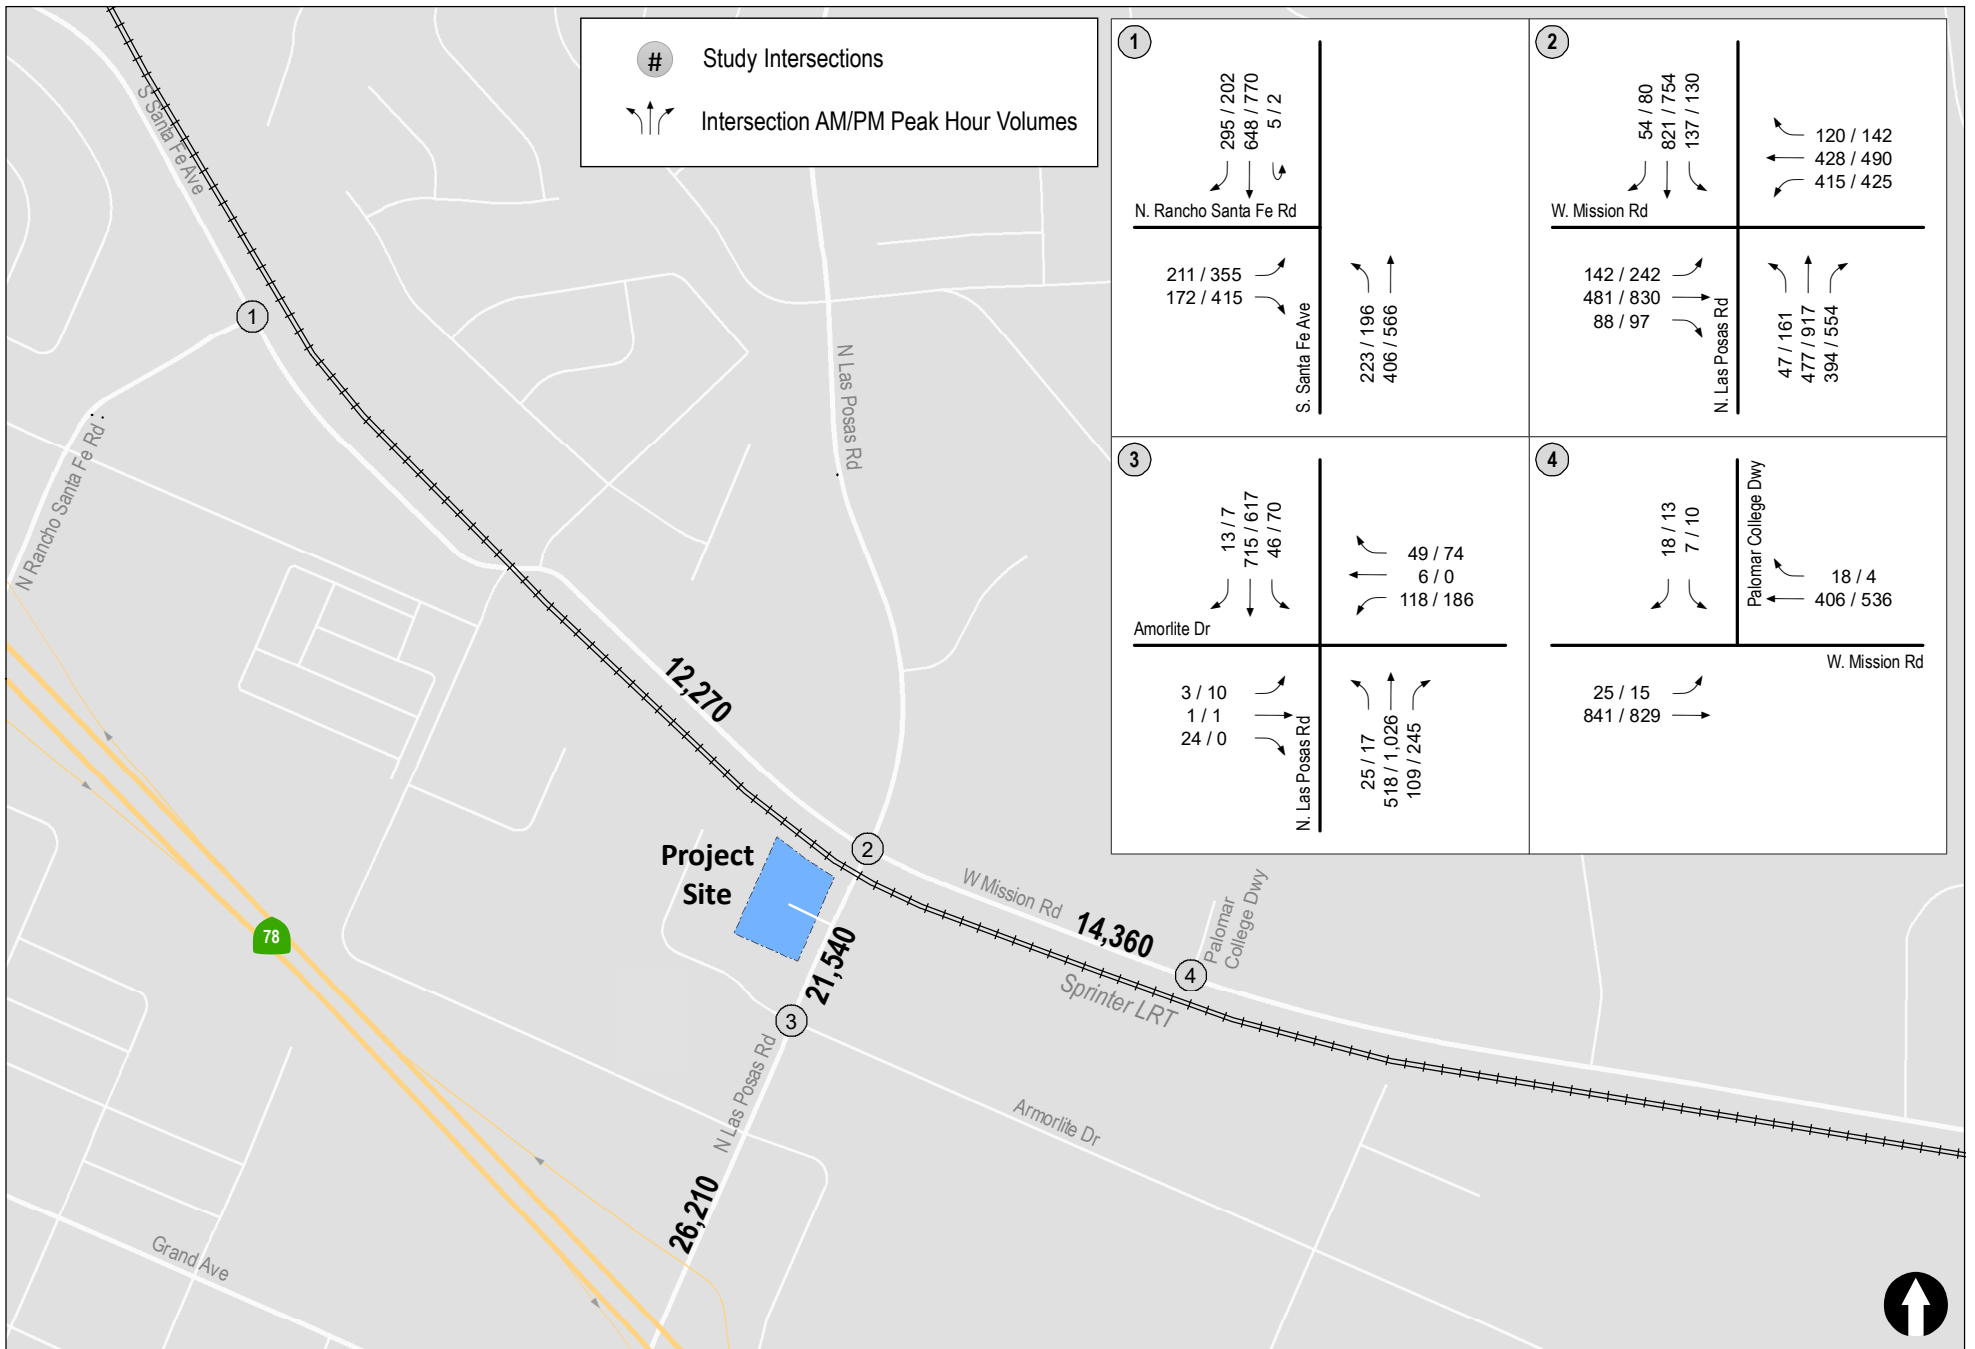 #
Study Intersections
Intersection AM/PM Peak Hour Volumes
1
295 / 202
648 / 770
5 / 2
N. Rancho Santa Fe Rd
211 / 355
172 / 415
S. Santa Fe Ave
223 / 196
406 / 566
2
54 / 80
821 / 754
137 / 130
120 / 142
428 / 490
415 / 425
W. Mission Rd
142 / 242
481 / 830
88 / 97
N. Las Posas Rd
47 / 161
477 / 917
394 / 554
3
13 / 7
715 / 617
46 / 70
49 / 74
6 / 0
118 / 186
Amorlite Dr
3 / 10
1 / 1
24 / 0
N. Las Posas Rd
25 / 17
518 / 1,026
109 / 245
4
18 / 13
7 / 10
Palomar College Dwy
18 / 4
406 / 536
W. Mission Rd
25 / 15
841 / 829
S Santa Fe Ave
1
N Las Posas Rd
N Rancho Santa Fe Rd
12,270
2
Project
Site
W Mission Rd
14,360
Palomar
College Dwy
4
78
21,540
Sprinter LRT
3
N Las Posas Rd
Armorlite Dr
26,210
Grand Ave